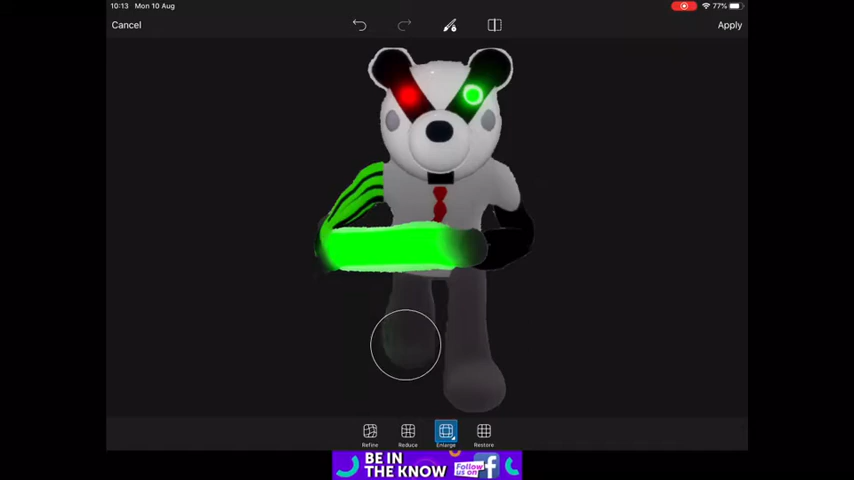 10:13 Mon 10 Aug
77%
Cancel
Apply
Refine
Reduce
Enlarge
Restore
BE IN
THE KNOW
Follow
us on